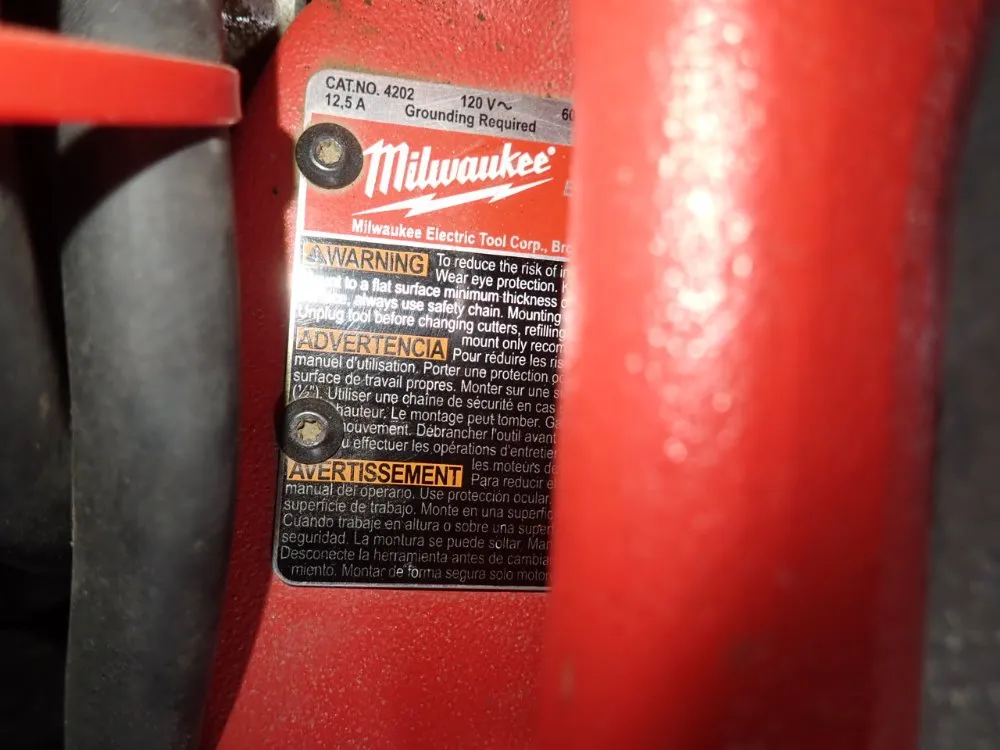 CAT.NO. 4202 120 V~ 60
12,5 A Grounding Required
Milwaukee
Milwaukee Electric Tool Corp.,
WARNING To reduce the risk of
Wear eye protection.
to a flat surface minimum thickness
always use safety chain. Mounting
Unplug tool before changing cutters, refilling
mount only
ADVERTENCIA Pour réduire les
manuel d'utilisation. Porter une protection
surface de travail propres. Monter sur une
(½"). Utiliser une chaîne de sécurité en cas
hauteur. Le montage peut tomber.
mouvement. Débrancher l'outil avant
effectuer les opérations d'entretien
les moteurs de
AVERTISSEMENT Para reducir el
manual del operario. Use protección ocular.
superficie de trabajo. Monte en una
Cuando trabaje en altura o sobre una
seguridad. La montura se puede soltar.
Desconecte la herramienta antes de
miento. Montar de forma segura solo